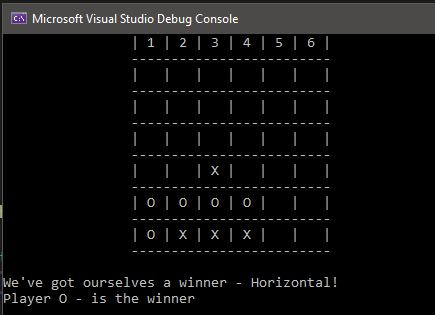 Microsoft Visual Studio Debug Console
| 1 | 2 | 3 | 4 | 5 | 6 |
-------------------------
|   |   |   |   |   |   |
-------------------------
|   |   |   |   |   |   |
-------------------------
|   |   |   |   |   |   |
-------------------------
|   |   | X |   |   |   |
-------------------------
| O | O | O | O |   |   |
-------------------------
| O | X | X | X |   |   |
-------------------------
We've got ourselves a winner - Horizontal!
Player O - is the winner